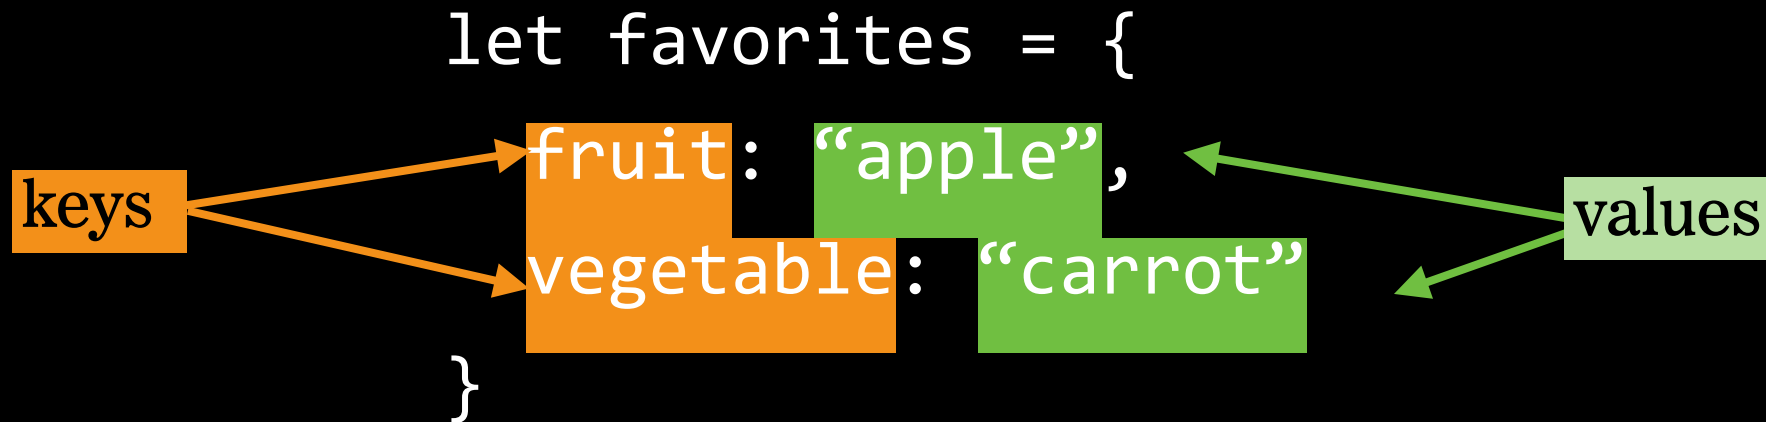 let favorites = {
fruit: “apple”,
keys
values
vegetable: “carrot”
}